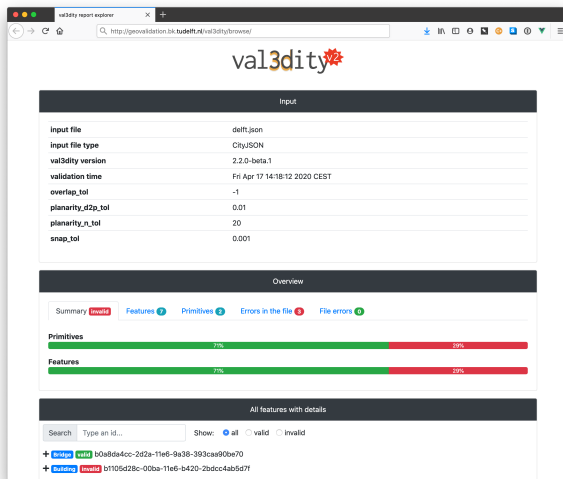 val3dity report explorer
http://geovalidation.bk.tudelft.nl/val3dity/browse/
val3dity v2
Input
input file delft.json
input file type CityJSON
val3dity version 2.2.0-beta.1
validation time Fri Apr 17 14:18:12 2020 CEST
overlap_tol -1
planarity_d2p_tol 0.01
planarity_n_tol 20
snap_tol 0.001
Overview
Summary invalid Features 7 Primitives 2 Errors in the file 3 File errors 0
Primitives
71% 29%
Features
71% 29%
All features with details
Search Type an id... Show: all valid invalid
Bridge valid b0a8da4cc-2d2a-11e6-9a38-393caa90be70
Building invalid b1105d28c-00ba-11e6-b420-2bdcc4ab5d7f